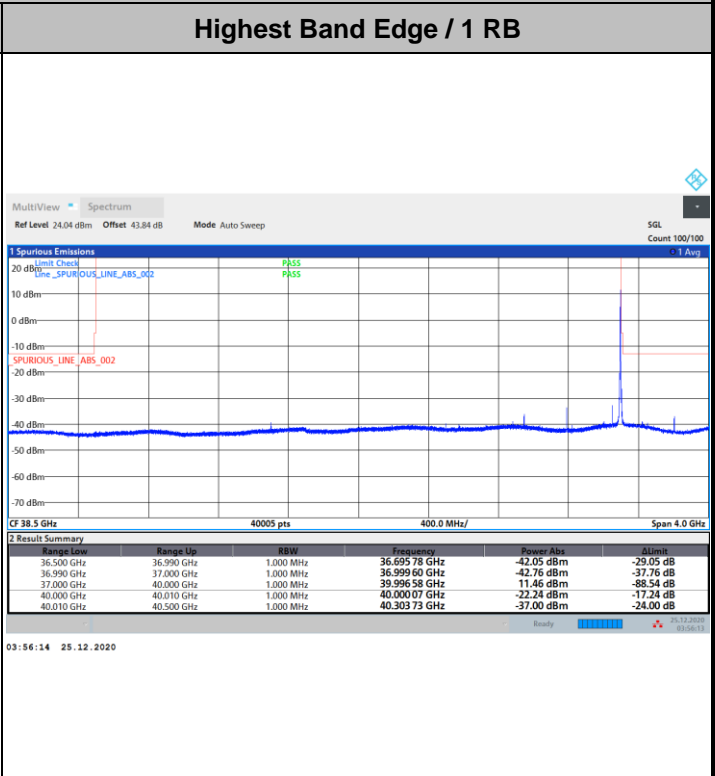 Highest Band Edge / 1 RB
MultiView Spectrum
Ref Level 24.04 dBm Offset 43.84 dB Mode Auto Sweep SGL
Count 100/100
1 Spurious Emissions 1 Avg
Limit Check PASS
20 dBm
Line _SPURIOUS_LINE_ABS_002 PASS
10 dBm
0 dBm
-10 dBm
_SPURIOUS_LINE_ABS_002
-20 dBm
-30 dBm
-40 dBm
-50 dBm
-60 dBm
-70 dBm
CF 38.5 GHz 40005 pts 400.0 MHz/ Span 4.0 GHz
2 Result Summary
Range Low Range Up RBW Frequency Power Abs ΔLimit
36.500 GHz 36.990 GHz 1.000 MHz 36.695 78 GHz -42.05 dBm -29.05 dB
36.990 GHz 37.000 GHz 1.000 MHz 36.999 60 GHz -42.76 dBm -37.76 dB
37.000 GHz 40.000 GHz 1.000 MHz 39.996 58 GHz 11.46 dBm -88.54 dB
40.000 GHz 40.010 GHz 1.000 MHz 40.000 07 GHz -22.24 dBm -17.24 dB
40.010 GHz 40.500 GHz 1.000 MHz 40.303 73 GHz -37.00 dBm -24.00 dB
Ready 25.12.2020
03:56:13
03:56:14 25.12.2020